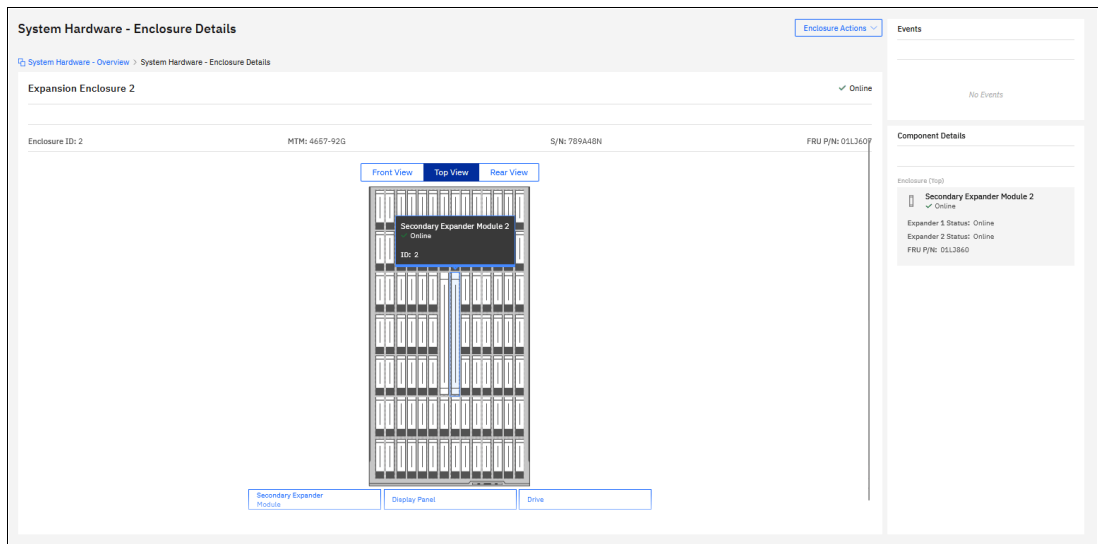 System Hardware - Enclosure Details
Enclosure Actions
System Hardware - Overview > System Hardware - Enclosure Details
Expansion Enclosure 2
Online
Enclosure ID: 2
MTM: 4657-92G
S/N: 789A48N
FRU P/N: 01LJ607
Front View
Top View
Rear View
Secondary Expander Module 2
Online
ID: 2
Secondary Expander
Module
Display Panel
Drive
Events
No Events
Component Details
Enclosure (Top)
Secondary Expander Module 2
Online
Expander 1 Status: Online
Expander 2 Status: Online
FRU P/N: 01LJ860